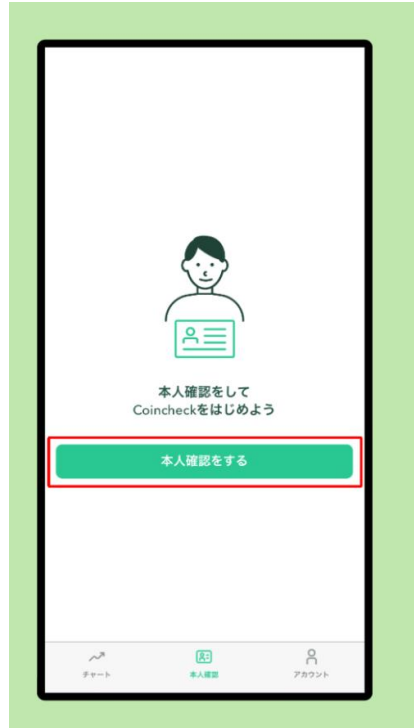 本人確認をして
Coincheckをはじめよう
本人確認をする
チャート
本人確認
アカウント